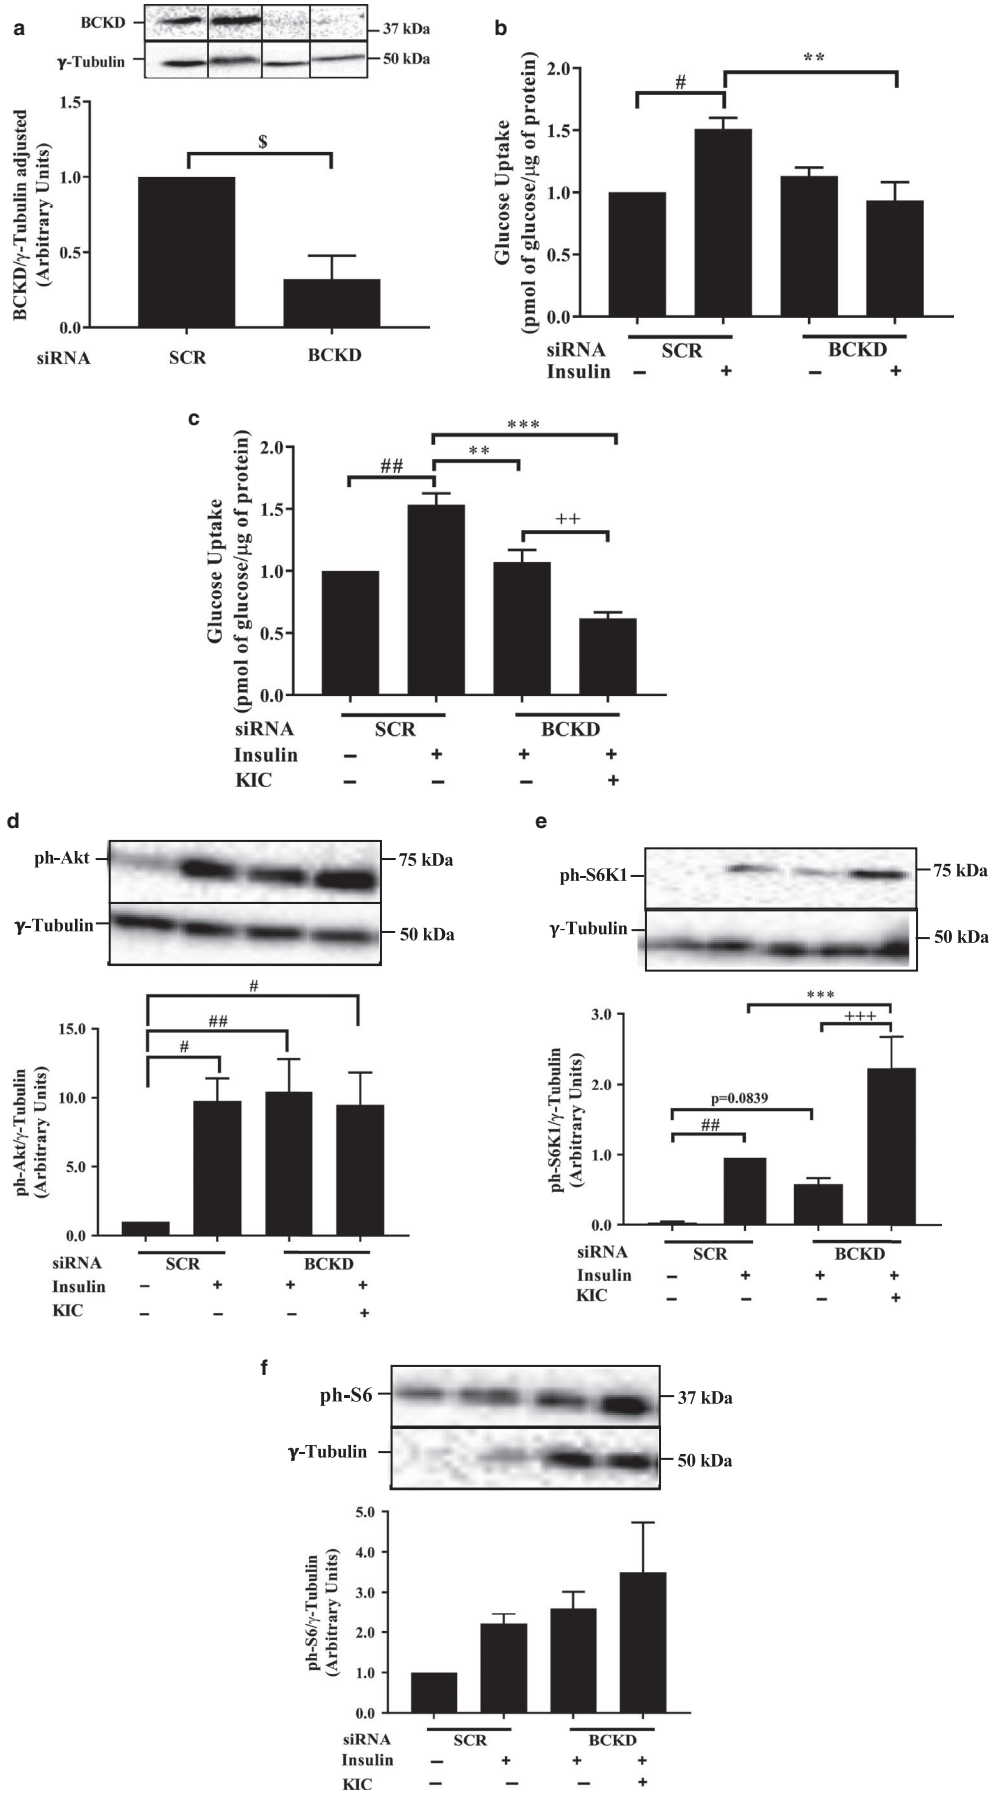 a
BCKD
37 kDa
γ-Tubulin
50 kDa
BCKD/γ-Tubulin adjusted
(Arbitrary Units)
1.5
1.0
0.5
0.0
$
siRNA SCR BCKD
b
Glucose Uptake
(pmol of glucose/μg of protein)
2.0
1.5
1.0
0.5
0.0
# **
siRNA SCR BCKD
Insulin – + – +
c
Glucose Uptake
(pmol of glucose/μg of protein)
2.0
1.5
1.0
0.5
0.0
***
## **
++
siRNA SCR BCKD
Insulin – + + +
KIC – – – +
d
ph-Akt
75 kDa
γ-Tubulin
50 kDa
ph-Akt/γ-Tubulin
(Arbitrary Units)
15.0
10.0
5.0
0.0
#
##
#
siRNA SCR BCKD
Insulin – + + +
KIC – – – +
e
ph-S6K1
75 kDa
γ-Tubulin
50 kDa
ph-S6K1/γ-Tubulin
(Arbitrary Units)
3.0
2.0
1.0
0.0
***
+++
p=0.0839
##
siRNA SCR BCKD
Insulin – + + +
KIC – – – +
f
ph-S6
37 kDa
γ-Tubulin
50 kDa
ph-S6/γ-Tubulin
(Arbitrary Units)
5.0
4.0
3.0
2.0
1.0
0.0
siRNA SCR BCKD
Insulin – + + +
KIC – – – +